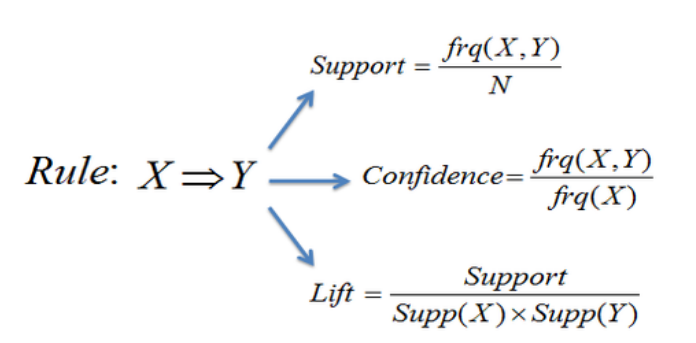 Support = frq(X,Y) / N
Rule: X ⇒ Y
Confidence = frq(X,Y) / frq(X)
Lift = Support / Supp(X) × Supp(Y)